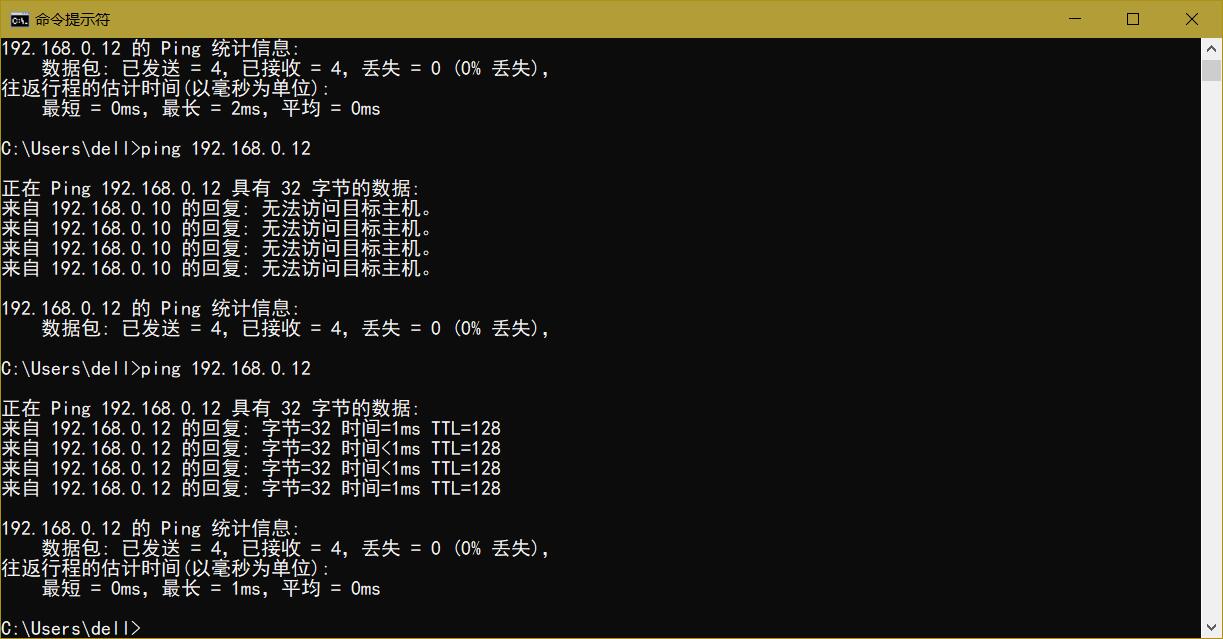 命令提示符
192.168.0.12 的 Ping 统计信息:
    数据包: 已发送 = 4，已接收 = 4，丢失 = 0 (0% 丢失)，
往返行程的估计时间(以毫秒为单位):
    最短 = 0ms，最长 = 2ms，平均 = 0ms
C:\Users\dell>ping 192.168.0.12
正在 Ping 192.168.0.12 具有 32 字节的数据:
来自 192.168.0.10 的回复: 无法访问目标主机。
来自 192.168.0.10 的回复: 无法访问目标主机。
来自 192.168.0.10 的回复: 无法访问目标主机。
来自 192.168.0.10 的回复: 无法访问目标主机。
192.168.0.12 的 Ping 统计信息:
    数据包: 已发送 = 4，已接收 = 4，丢失 = 0 (0% 丢失)，
C:\Users\dell>ping 192.168.0.12
正在 Ping 192.168.0.12 具有 32 字节的数据:
来自 192.168.0.12 的回复: 字节=32 时间=1ms TTL=128
来自 192.168.0.12 的回复: 字节=32 时间<1ms TTL=128
来自 192.168.0.12 的回复: 字节=32 时间<1ms TTL=128
来自 192.168.0.12 的回复: 字节=32 时间=1ms TTL=128
192.168.0.12 的 Ping 统计信息:
    数据包: 已发送 = 4，已接收 = 4，丢失 = 0 (0% 丢失)，
往返行程的估计时间(以毫秒为单位):
    最短 = 0ms，最长 = 1ms，平均 = 0ms
C:\Users\dell>